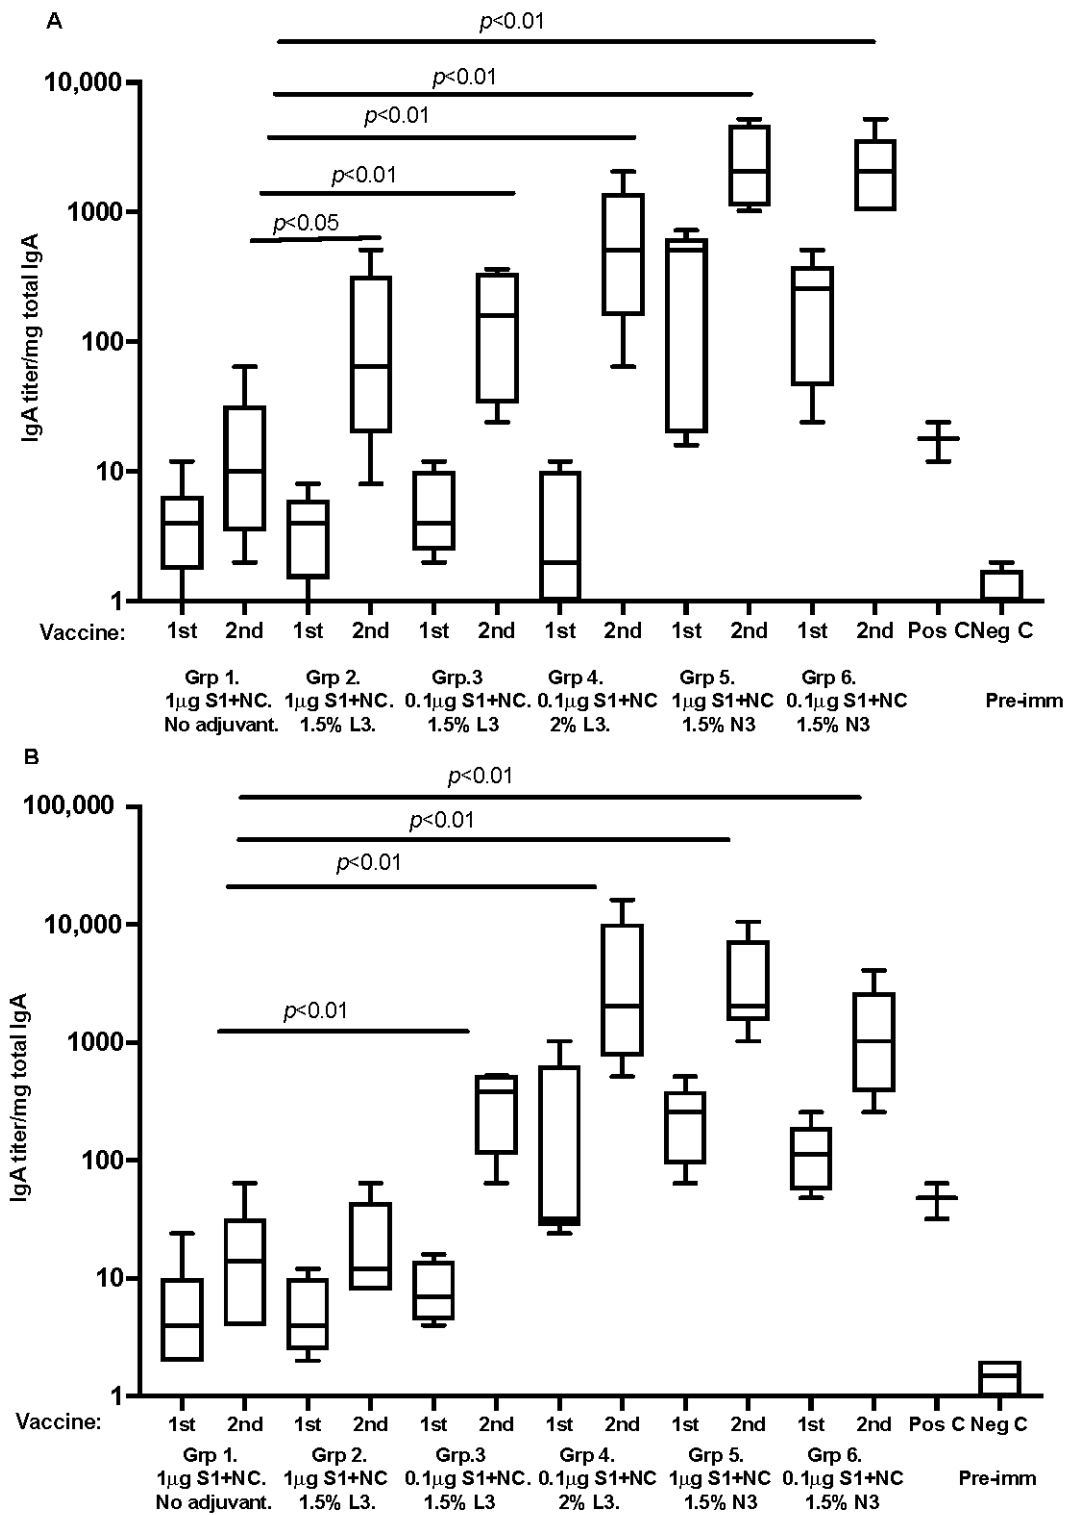 A
p<0.01
p<0.01
p<0.01
p<0.01
p<0.05
10,000
1000
100
10
1
IgA titer/mg total IgA
Vaccine: 1st 2nd 1st 2nd 1st 2nd 1st 2nd 1st 2nd 1st 2nd Pos C Neg C
Grp 1. Grp 2. Grp.3 Grp 4. Grp 5. Grp 6.
1µg S1+NC. 1µg S1+NC. 0.1µg S1+NC. 0.1µg S1+NC 1µg S1+NC 0.1µg S1+NC Pre-imm
No adjuvant. 1.5% L3. 1.5% L3 2% L3. 1.5% N3 1.5% N3
B
p<0.01
p<0.01
p<0.01
p<0.01
100,000
10,000
1000
100
10
1
IgA titer/mg total IgA
Vaccine: 1st 2nd 1st 2nd 1st 2nd 1st 2nd 1st 2nd 1st 2nd Pos C Neg C
Grp 1. Grp 2. Grp.3 Grp 4. Grp 5. Grp 6.
1µg S1+NC. 1µg S1+NC 0.1µg S1+NC. 0.1µg S1+NC 1µg S1+NC 0.1µg S1+NC Pre-imm
No adjuvant. 1.5% L3. 1.5% L3 2% L3. 1.5% N3 1.5% N3